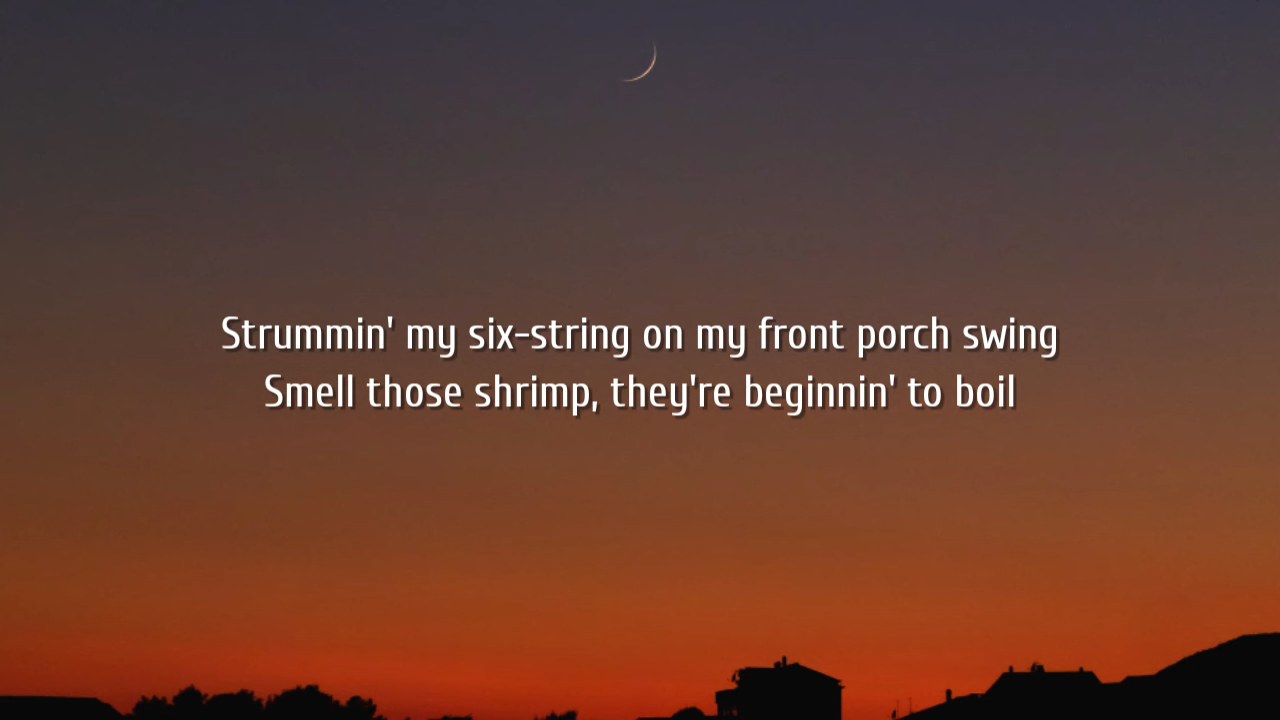 Strummin' my six-string on my front porch swing
Smell those shrimp, they're beginnin' to boil